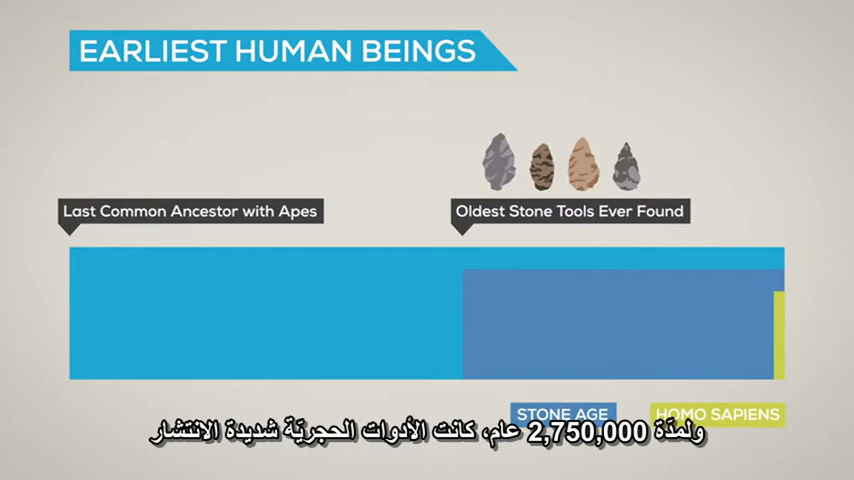 EARLIEST HUMAN BEINGS
Last Common Ancestor with Apes
Oldest Stone Tools Ever Found
STONE AGE
HOMO SAPIENS
ولمدّة 2,750,000 عام، كانت الأدوات الحجريّة شديدة الانتشار